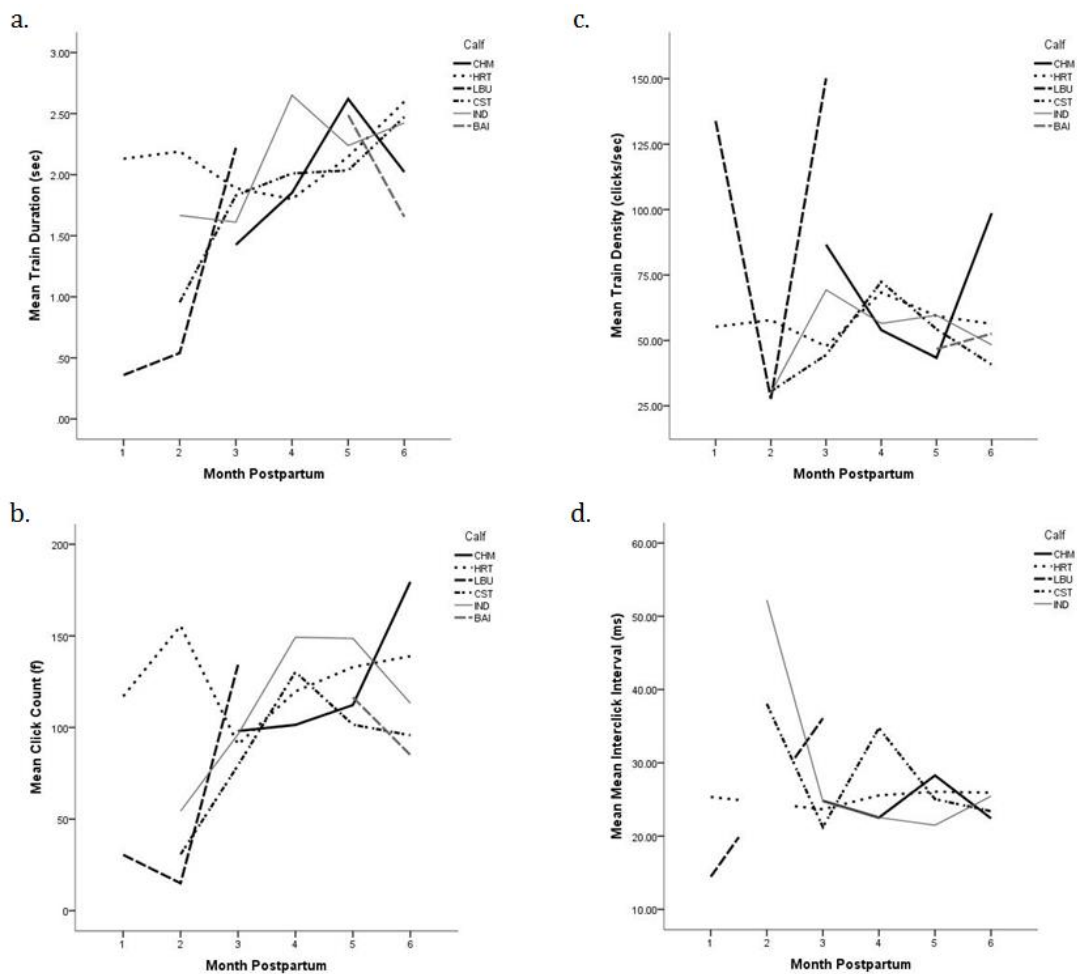 a.
Calf
CHM
HRT
LBU
CST
IND
BAI
3.00
2.50
2.00
1.50
1.00
.50
.00
Mean Train Duration (sec)
1 2 3 4 5 6
Month Postpartum
c.
Calf
CHM
HRT
LBU
CST
IND
BAI
150.00
125.00
100.00
75.00
50.00
25.00
Mean Train Density (clicks/sec)
1 2 3 4 5 6
Month Postpartum
b.
Calf
CHM
HRT
LBU
CST
IND
BAI
200
150
100
50
0
Mean Click Count (f)
1 2 3 4 5 6
Month Postpartum
d.
Calf
CHM
HRT
LBU
CST
IND
60.00
50.00
40.00
30.00
20.00
10.00
Mean Mean Interclick Interval (ms)
1 2 3 4 5 6
Month Postpartum